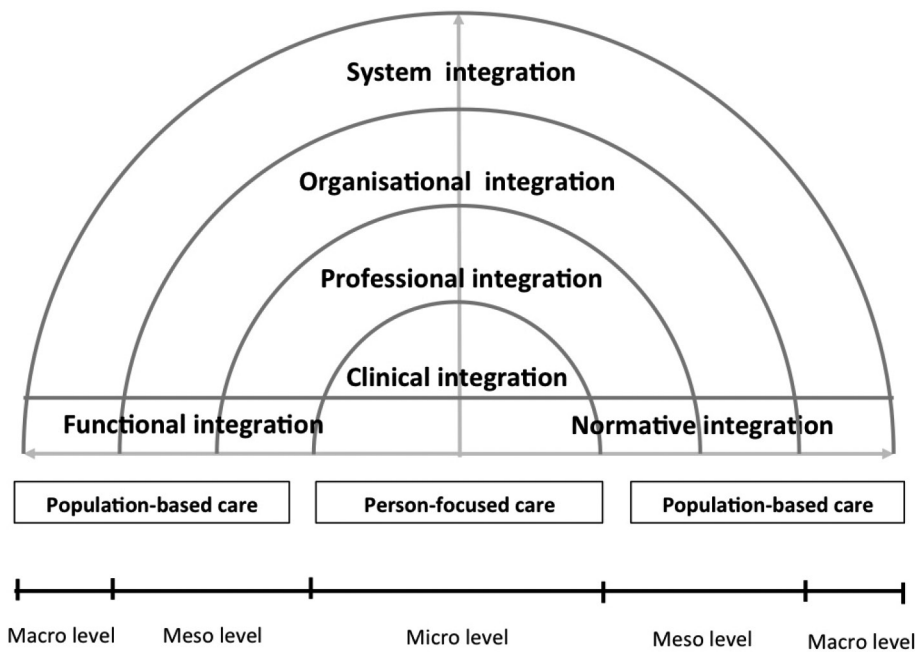 System integration
Organisational integration
Professional integration
Clinical integration
Functional integration
Normative integration
Population-based care
Person-focused care
Population-based care
Macro level
Meso level
Micro level
Meso level
Macro level